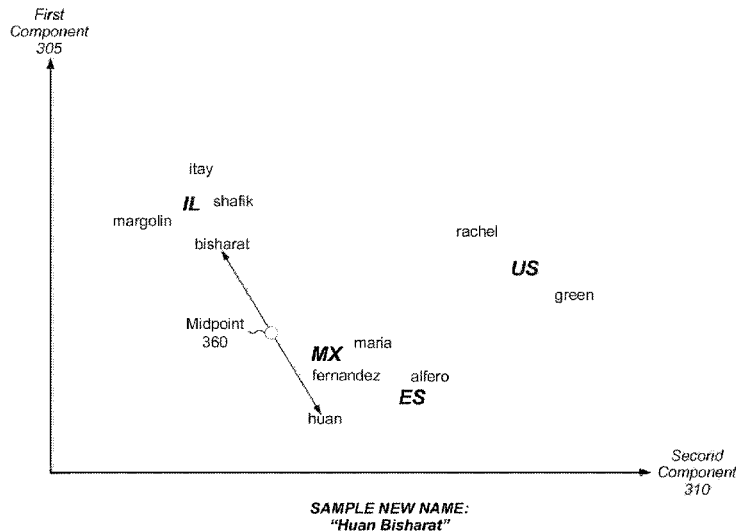 First
Component
305
itay
IL shafik
margolin
bisharat
rachel
US
green
Midpoint
360
MX maria
fernandez alfero
ES
huan
Second
Component
310
SAMPLE NEW NAME:
"Huan Bisharat"